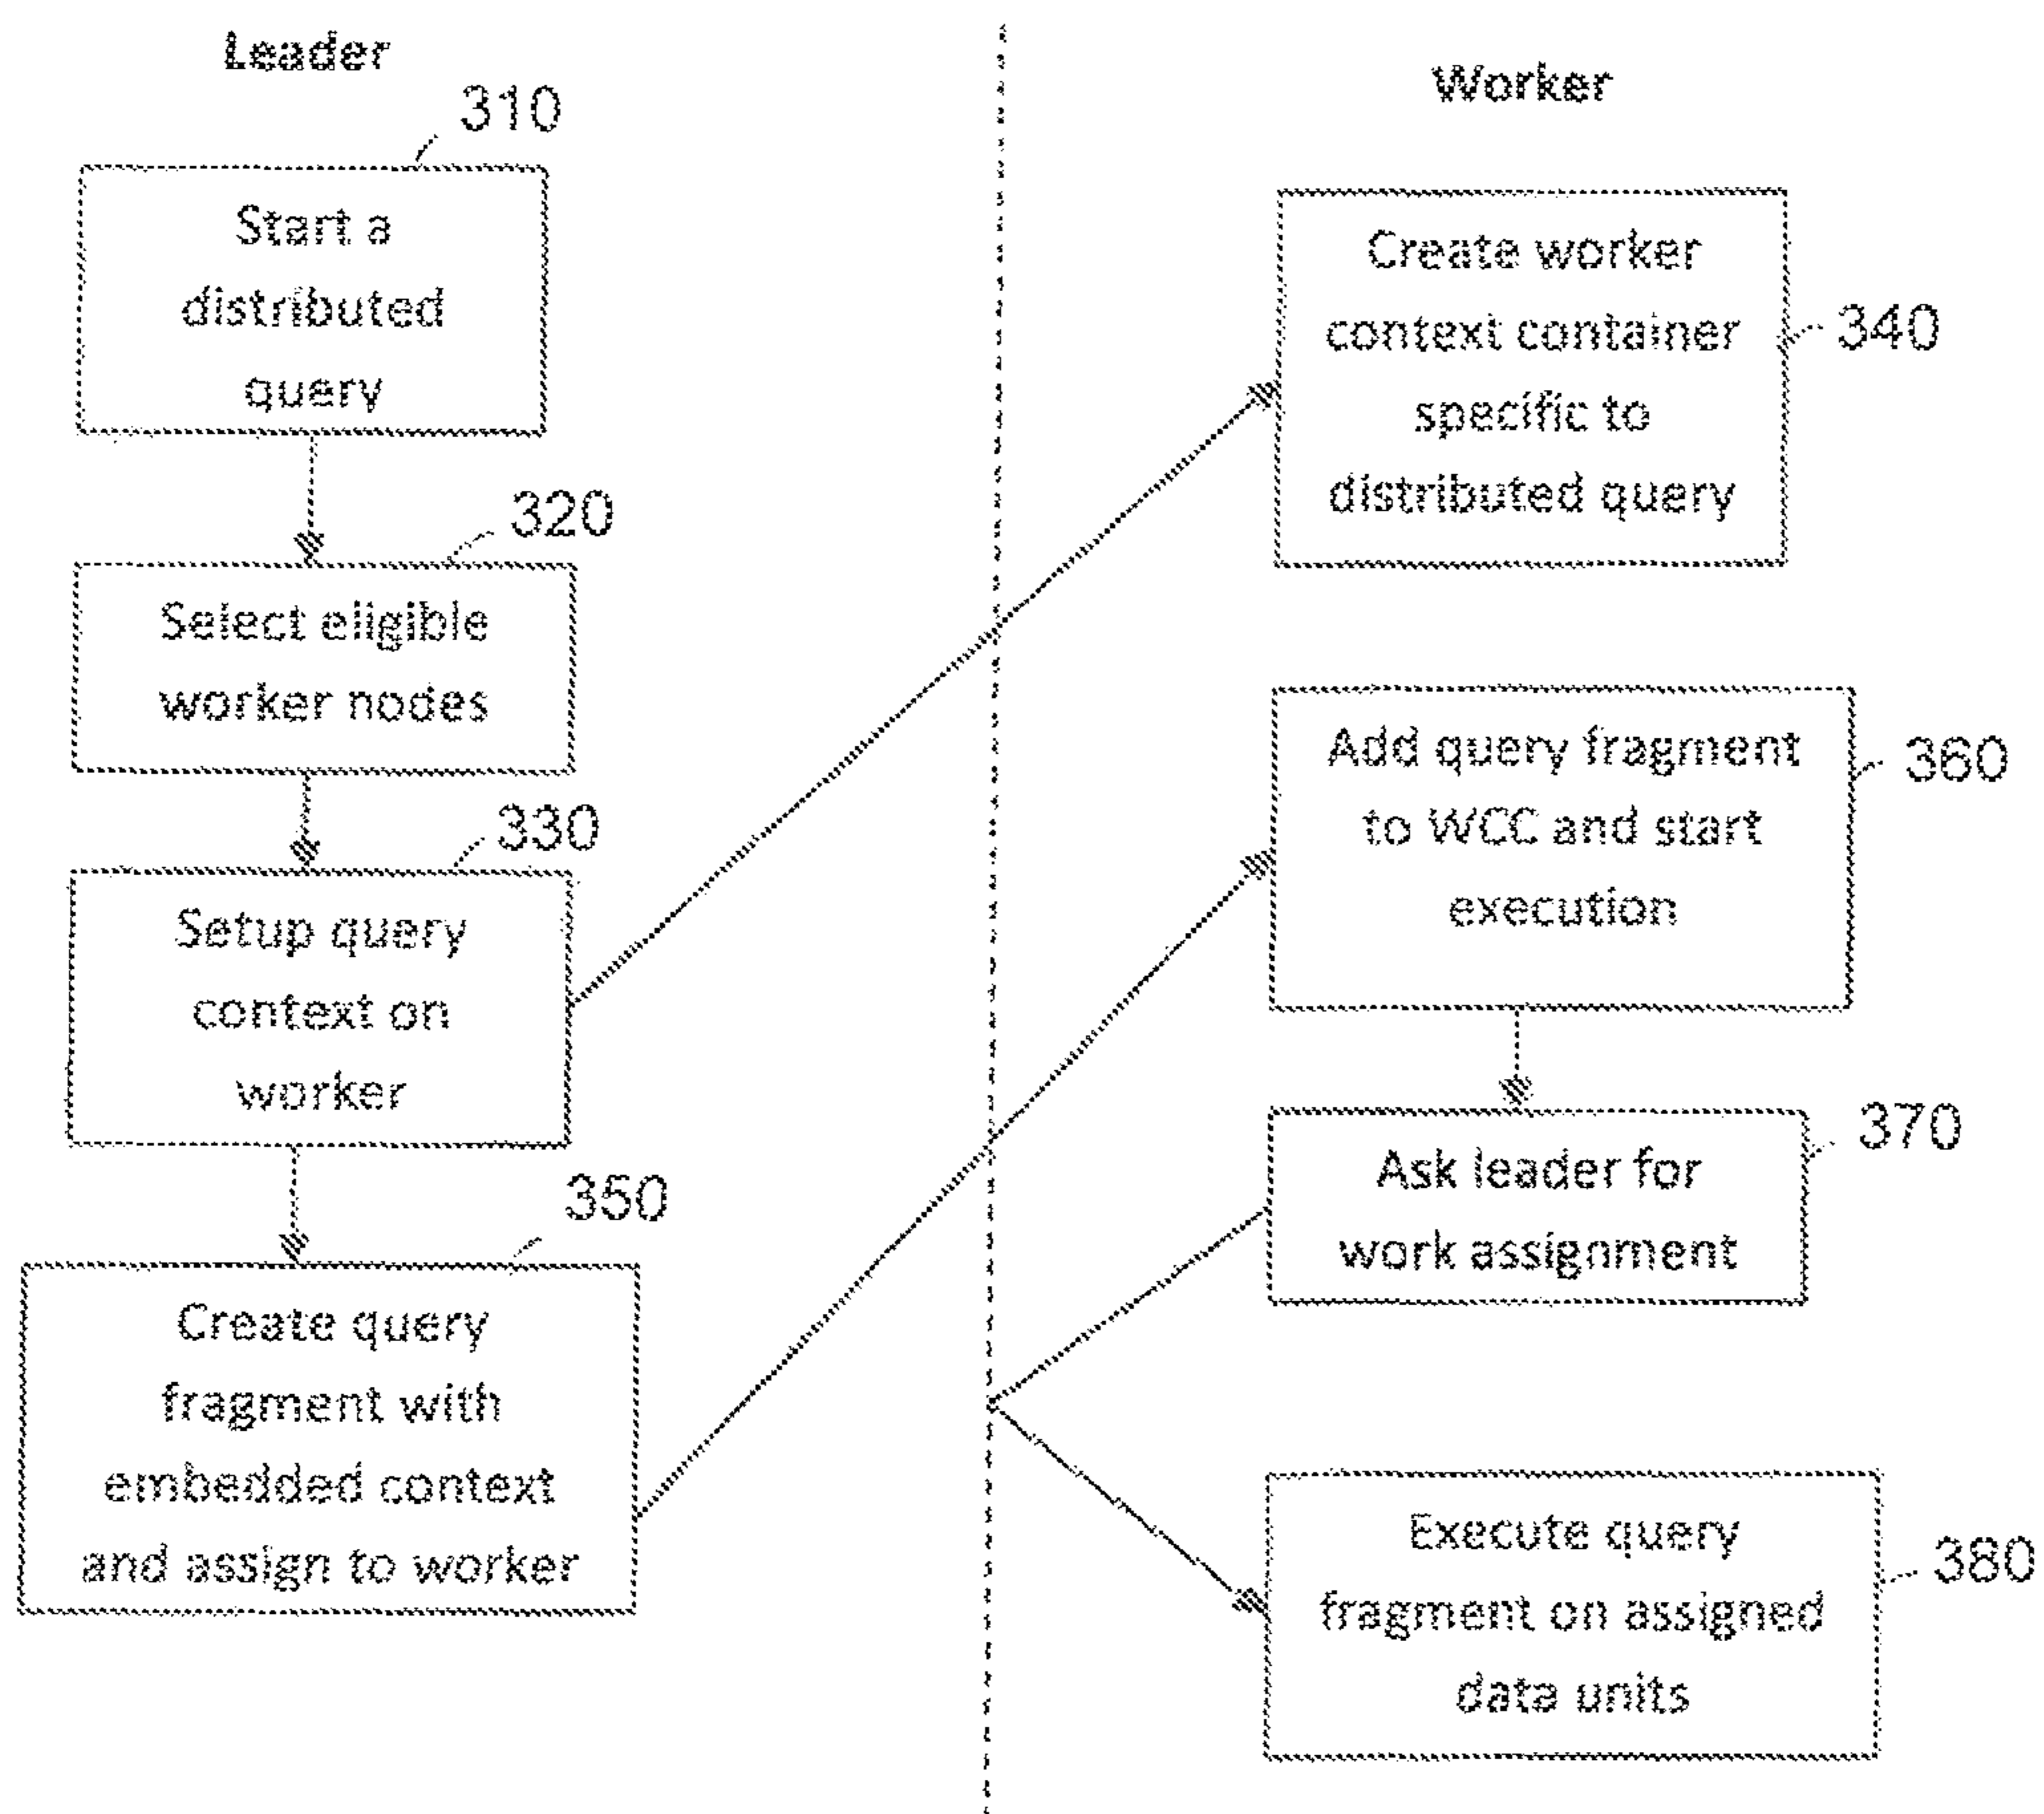 Leader
310
Start a
distributed
query
320
Select eligible
worker nodes
330
Setup query
context on
worker
350
Create query
fragment with
embedded context
and assign to worker
Worker
Create worker
context container
specific to
distributed query
340
Add query fragment
to WCC and start
execution
360
370
Ask leader for
work assignment
Execute query
fragment on assigned
data units
380